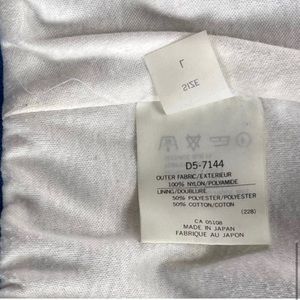 L
SIZE
D5-7144
OUTER FABRIC/EXTERIEUR
100% NYLON/POLYAMIDE
LINING/DOUBLURE
50% POLYESTER/POLYESTER
50% COTTON/COTON
(228)
CA 05108
MADE IN JAPAN
FABRIQUE AU JAPON